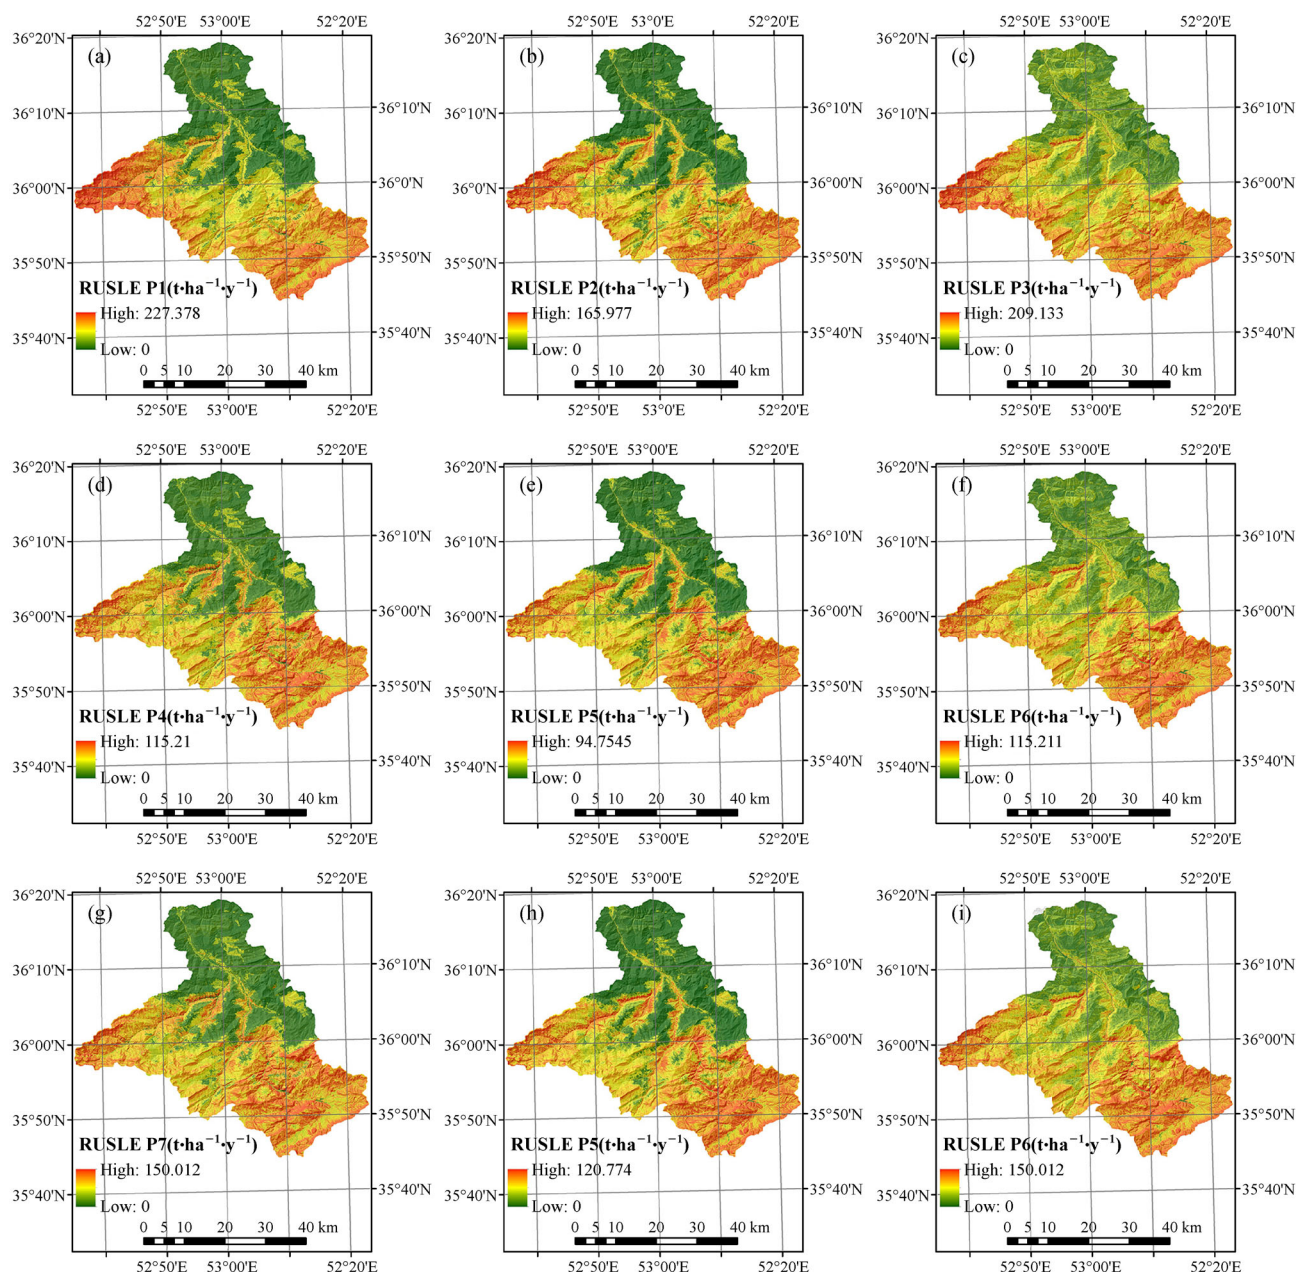 52°50'E 53°00'E 52°20'E 52°50'E 53°00'E 52°20'E 52°50'E 53°00'E 52°20'E
36°20'N (a) 36°20'N (b) 36°20'N (c)
36°10'N 36°10'N 36°10'N 36°10'N 36°10'N 36°10'N
36°00'N 36°0'N 36°00'N 36°00'N 36°00'N 36°00'N
35°50'N 35°50'N 35°50'N 35°50'N 35°50'N 35°50'N
RUSLE P1(t·ha⁻¹·y⁻¹) RUSLE P2(t·ha⁻¹·y⁻¹) RUSLE P3(t·ha⁻¹·y⁻¹)
High: 227.378 High: 165.977 High: 209.133
35°40'N 35°40'N 35°40'N 35°40'N 35°40'N 35°40'N
Low: 0 Low: 0 Low: 0
0 5 10 20 30 40 km 0 5 10 20 30 40 km 0 5 10 20 30 40 km
52°50'E 53°00'E 52°20'E 52°50'E 53°00'E 52°20'E 52°50'E 53°00'E 52°20'E
52°50'E 53°00'E 52°20'E 52°50'E 53°00'E 52°20'E 52°50'E 53°00'E 52°20'E
36°20'N (d) 36°20'N (e) 36°20'N (f)
36°10'N 36°10'N 36°10'N 36°10'N 36°10'N 36°10'N
36°00'N 36°00'N 36°00'N 36°00'N 36°00'N 36°00'N
35°50'N 35°50'N 35°50'N 35°50'N 35°50'N 35°50'N
RUSLE P4(t·ha⁻¹·y⁻¹) RUSLE P5(t·ha⁻¹·y⁻¹) RUSLE P6(t·ha⁻¹·y⁻¹)
High: 115.21 High: 94.7545 High: 115.211
35°40'N 35°40'N 35°40'N 35°40'N 35°40'N 35°40'N
Low: 0 Low: 0 Low: 0
0 5 10 20 30 40 km 0 5 10 20 30 40 km 0 5 10 20 30 40 km
52°50'E 53°00'E 52°20'E 52°50'E 53°00'E 52°20'E 52°50'E 53°00'E 52°20'E
52°50'E 53°00'E 52°20'E 52°50'E 53°00'E 52°20'E 52°50'E 53°00'E 52°20'E
36°20'N (g) 36°20'N (h) 36°20'N (i)
36°10'N 36°10'N 36°10'N 36°10'N 36°10'N 36°10'N
36°00'N 36°00'N 36°00'N 36°00'N 36°00'N 36°00'N
35°50'N 35°50'N 35°50'N 35°50'N 35°50'N 35°50'N
RUSLE P7(t·ha⁻¹·y⁻¹) RUSLE P5(t·ha⁻¹·y⁻¹) RUSLE P6(t·ha⁻¹·y⁻¹)
High: 150.012 High: 120.774 High: 150.012
35°40'N 35°40'N 35°40'N 35°40'N 35°40'N 35°40'N
Low: 0 Low: 0 Low: 0
0 5 10 20 30 40 km 0 5 10 20 30 40 km 0 5 10 20 30 40 km
52°50'E 53°00'E 52°20'E 52°50'E 53°00'E 52°20'E 52°50'E 53°00'E 52°20'E